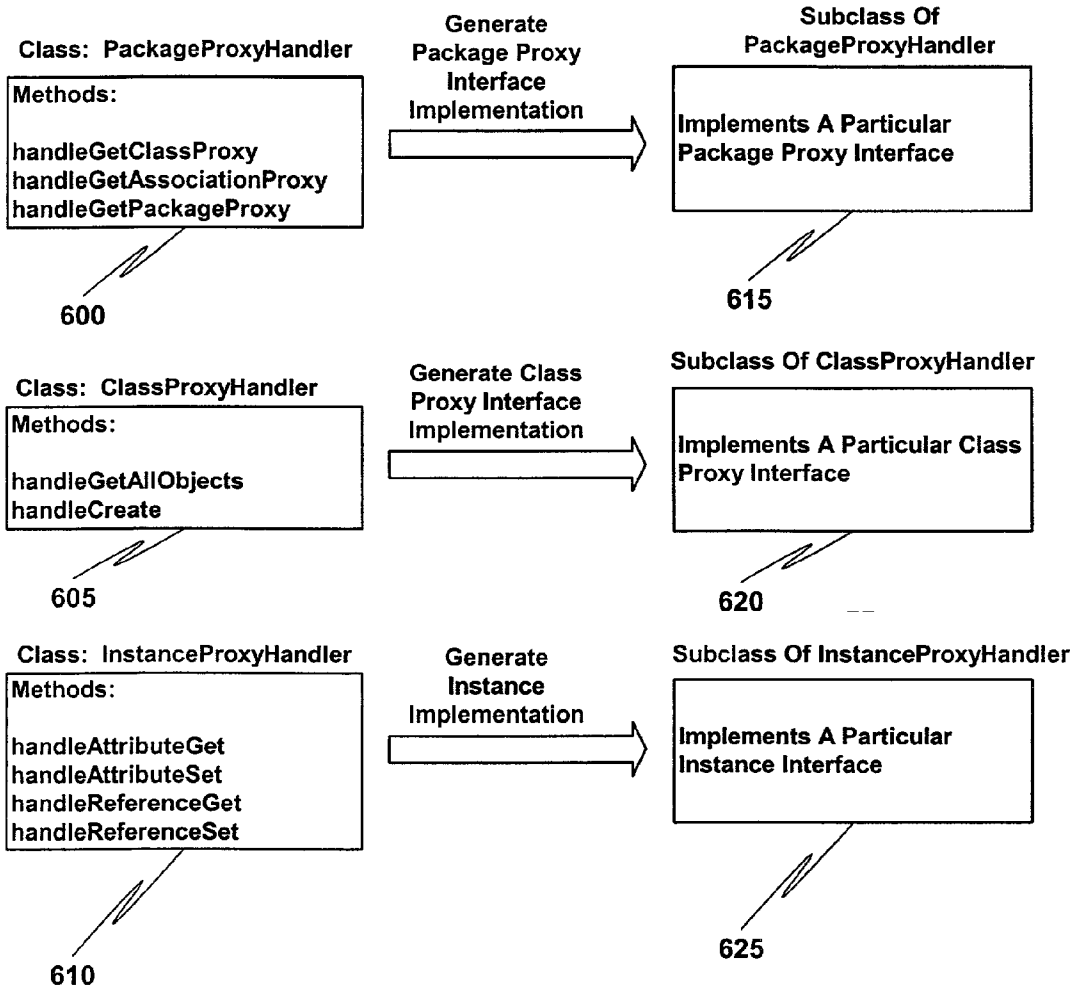 Class: PackageProxyHandler
Methods:
handleGetClassProxy
handleGetAssociationProxy
handleGetPackageProxy
600
Generate
Package Proxy
Interface
Implementation
Subclass Of
PackageProxyHandler
Implements A Particular
Package Proxy Interface
615
Class: ClassProxyHandler
Methods:
handleGetAllObjects
handleCreate
605
Generate Class
Proxy Interface
Implementation
Subclass Of ClassProxyHandler
Implements A Particular Class
Proxy Interface
620
Class: InstanceProxyHandler
Methods:
handleAttributeGet
handleAttributeSet
handleReferenceGet
handleReferenceSet
610
Generate
Instance
Implementation
Subclass Of InstanceProxyHandler
Implements A Particular
Instance Interface
625